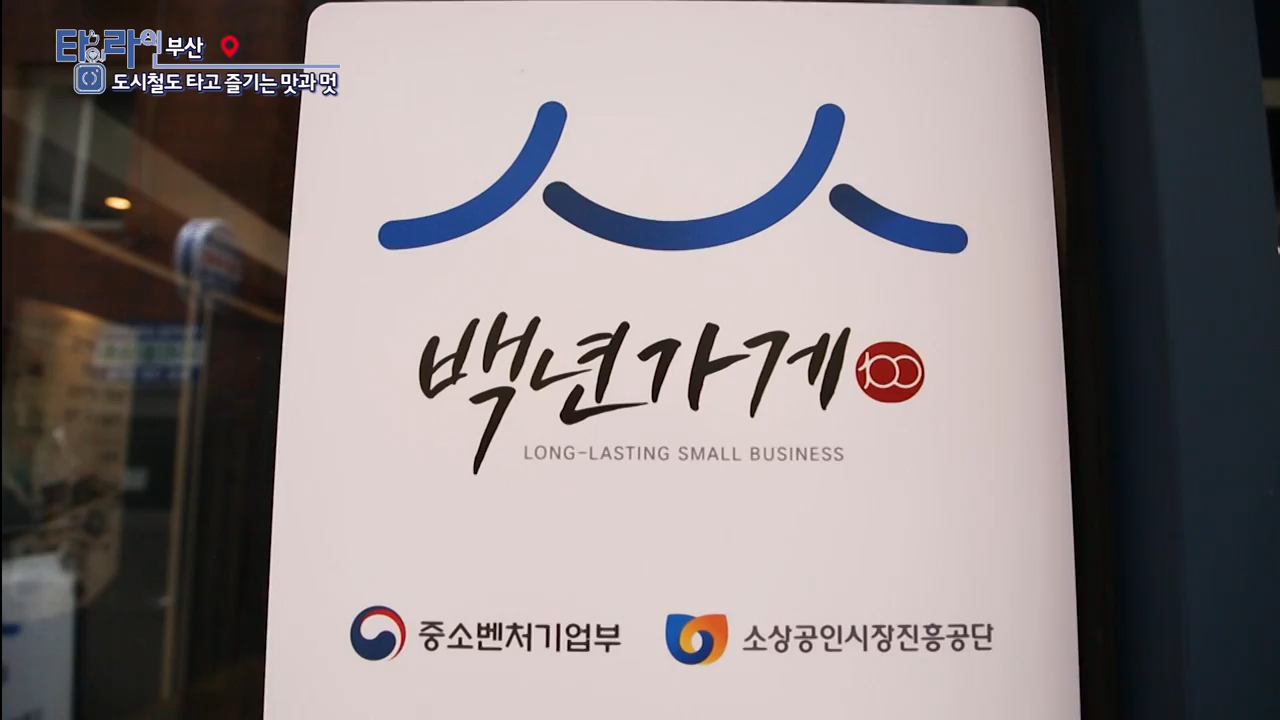 타라인 부산
도시철도 타고 즐기는 맛과 멋
백년가게 100
LONG-LASTING SMALL BUSINESS
중소벤처기업부 소상공인시장진흥공단